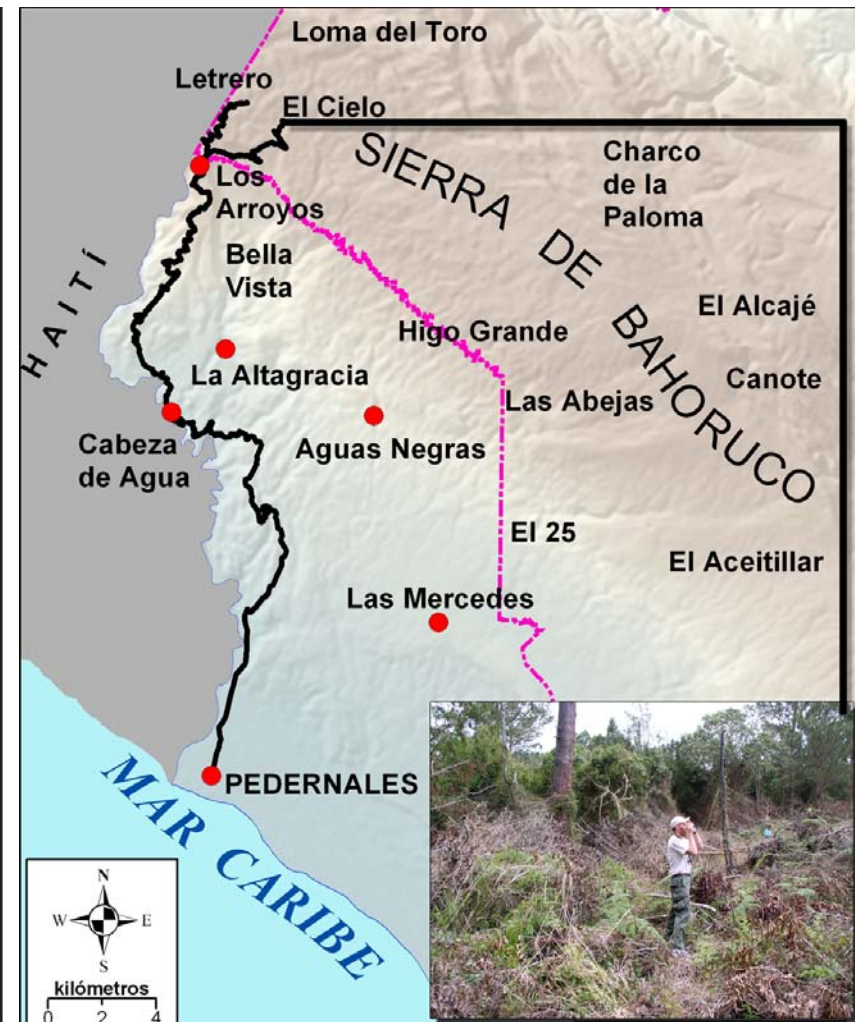 Loma del Toro
Letrero
El Cielo
SIERRA DE BAHORUCO
Charco
de la
Paloma
Los
Arroyos
Bella
Vista
HAITÍ
El Alcajé
Higo Grande
La Altagracia
Canote
Las Abejas
Cabeza
de Agua
Aguas Negras
El 25
El Aceitillar
Las Mercedes
PEDERNALES
MAR CARIBE
N
W E
S
kilómetros
0 2 4